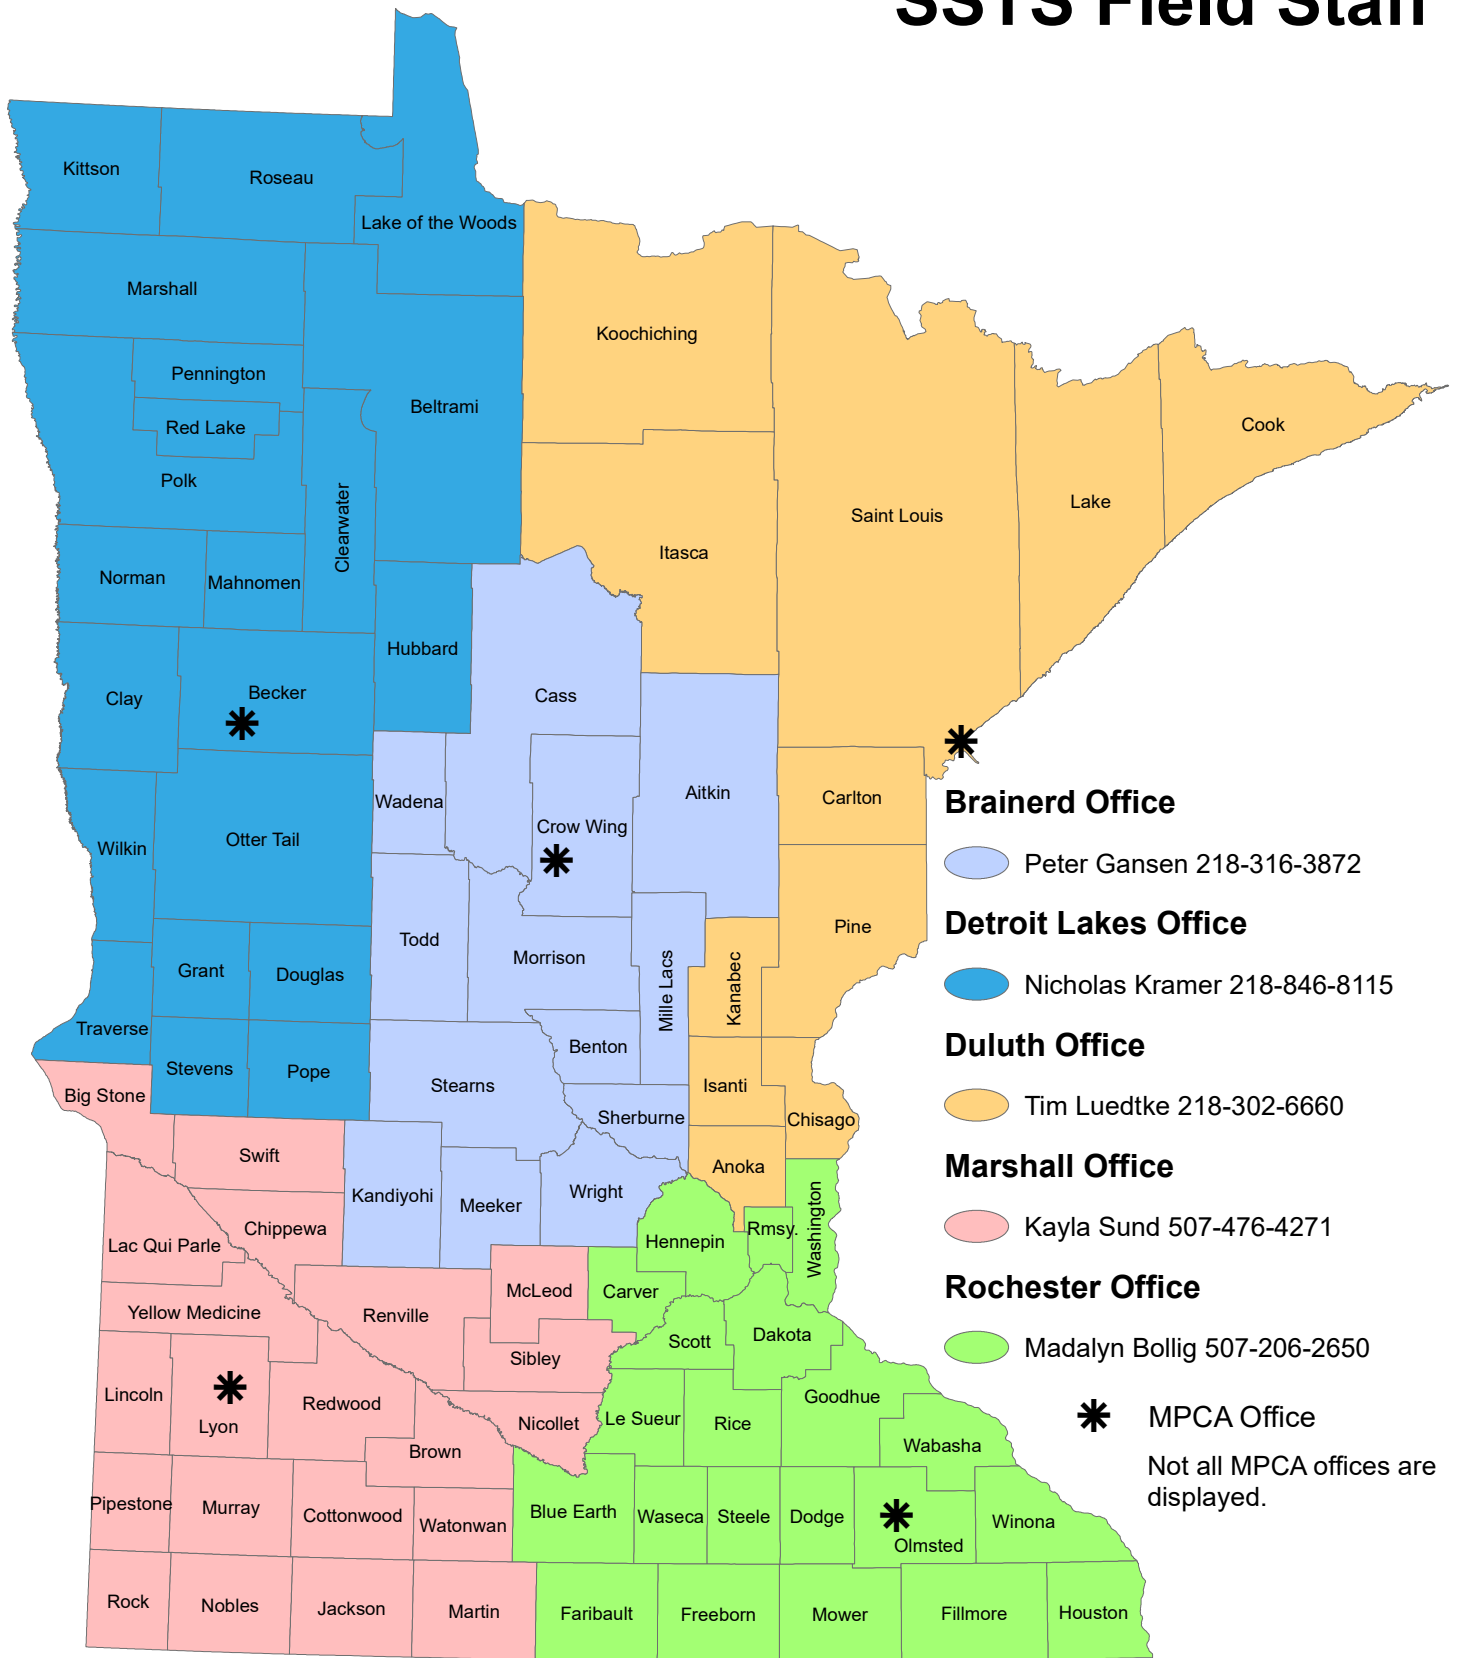 SSTS Field Staff
Kittson
Roseau
Lake of the Woods
Marshall
Koochiching
Pennington
Beltrami
Red Lake
Cook
Polk
Lake
Saint Louis
Clearwater
Itasca
Norman
Mahnomen
Hubbard
Becker
Cass
Clay
Aitkin
Carlton
Wadena
Crow Wing
Otter Tail
Wilkin
Brainerd Office
Peter Gansen 218-316-3872
Detroit Lakes Office
Nicholas Kramer 218-846-8115
Duluth Office
Tim Luedtke 218-302-6660
Marshall Office
Kayla Sund 507-476-4271
Rochester Office
Madalyn Bollig 507-206-2650
MPCA Office
Not all MPCA offices are
displayed.
Pine
Todd
Morrison
Grant
Douglas
Mille Lacs
Kanabec
Traverse
Benton
Stevens
Pope
Stearns
Isanti
Big Stone
Sherburne
Chisago
Swift
Anoka
Kandiyohi
Meeker
Wright
Washington
Chippewa
Rmsy.
Lac Qui Parle
Hennepin
McLeod
Carver
Yellow Medicine
Renville
Dakota
Scott
Sibley
Lincoln
Redwood
Goodhue
Lyon
Nicollet
Le Sueur
Rice
Brown
Wabasha
Pipestone
Murray
Cottonwood
Watonwan
Blue Earth
Waseca
Steele
Dodge
Olmsted
Winona
Rock
Nobles
Jackson
Martin
Faribault
Freeborn
Mower
Fillmore
Houston